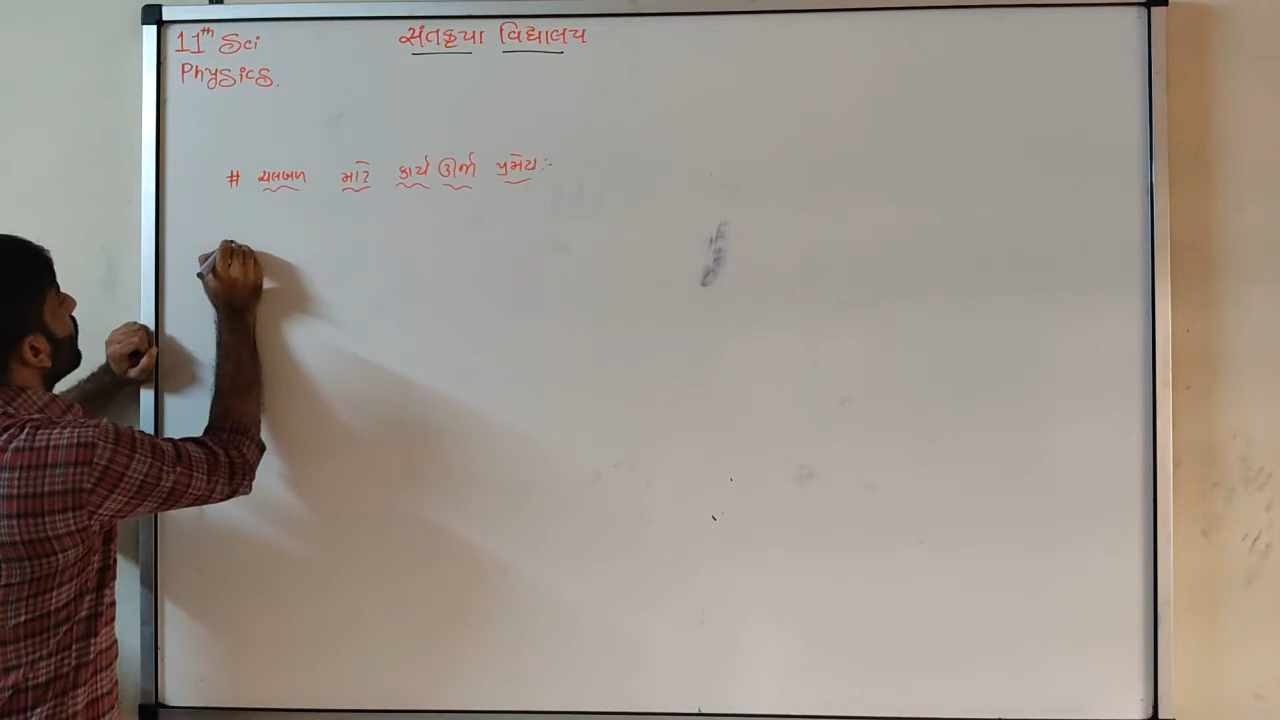 11th Sci
સંતકૃપા વિદ્યાલય
Physics.
# ચલબળ માટે કાર્ય ઊર્જા પ્રમેય :-